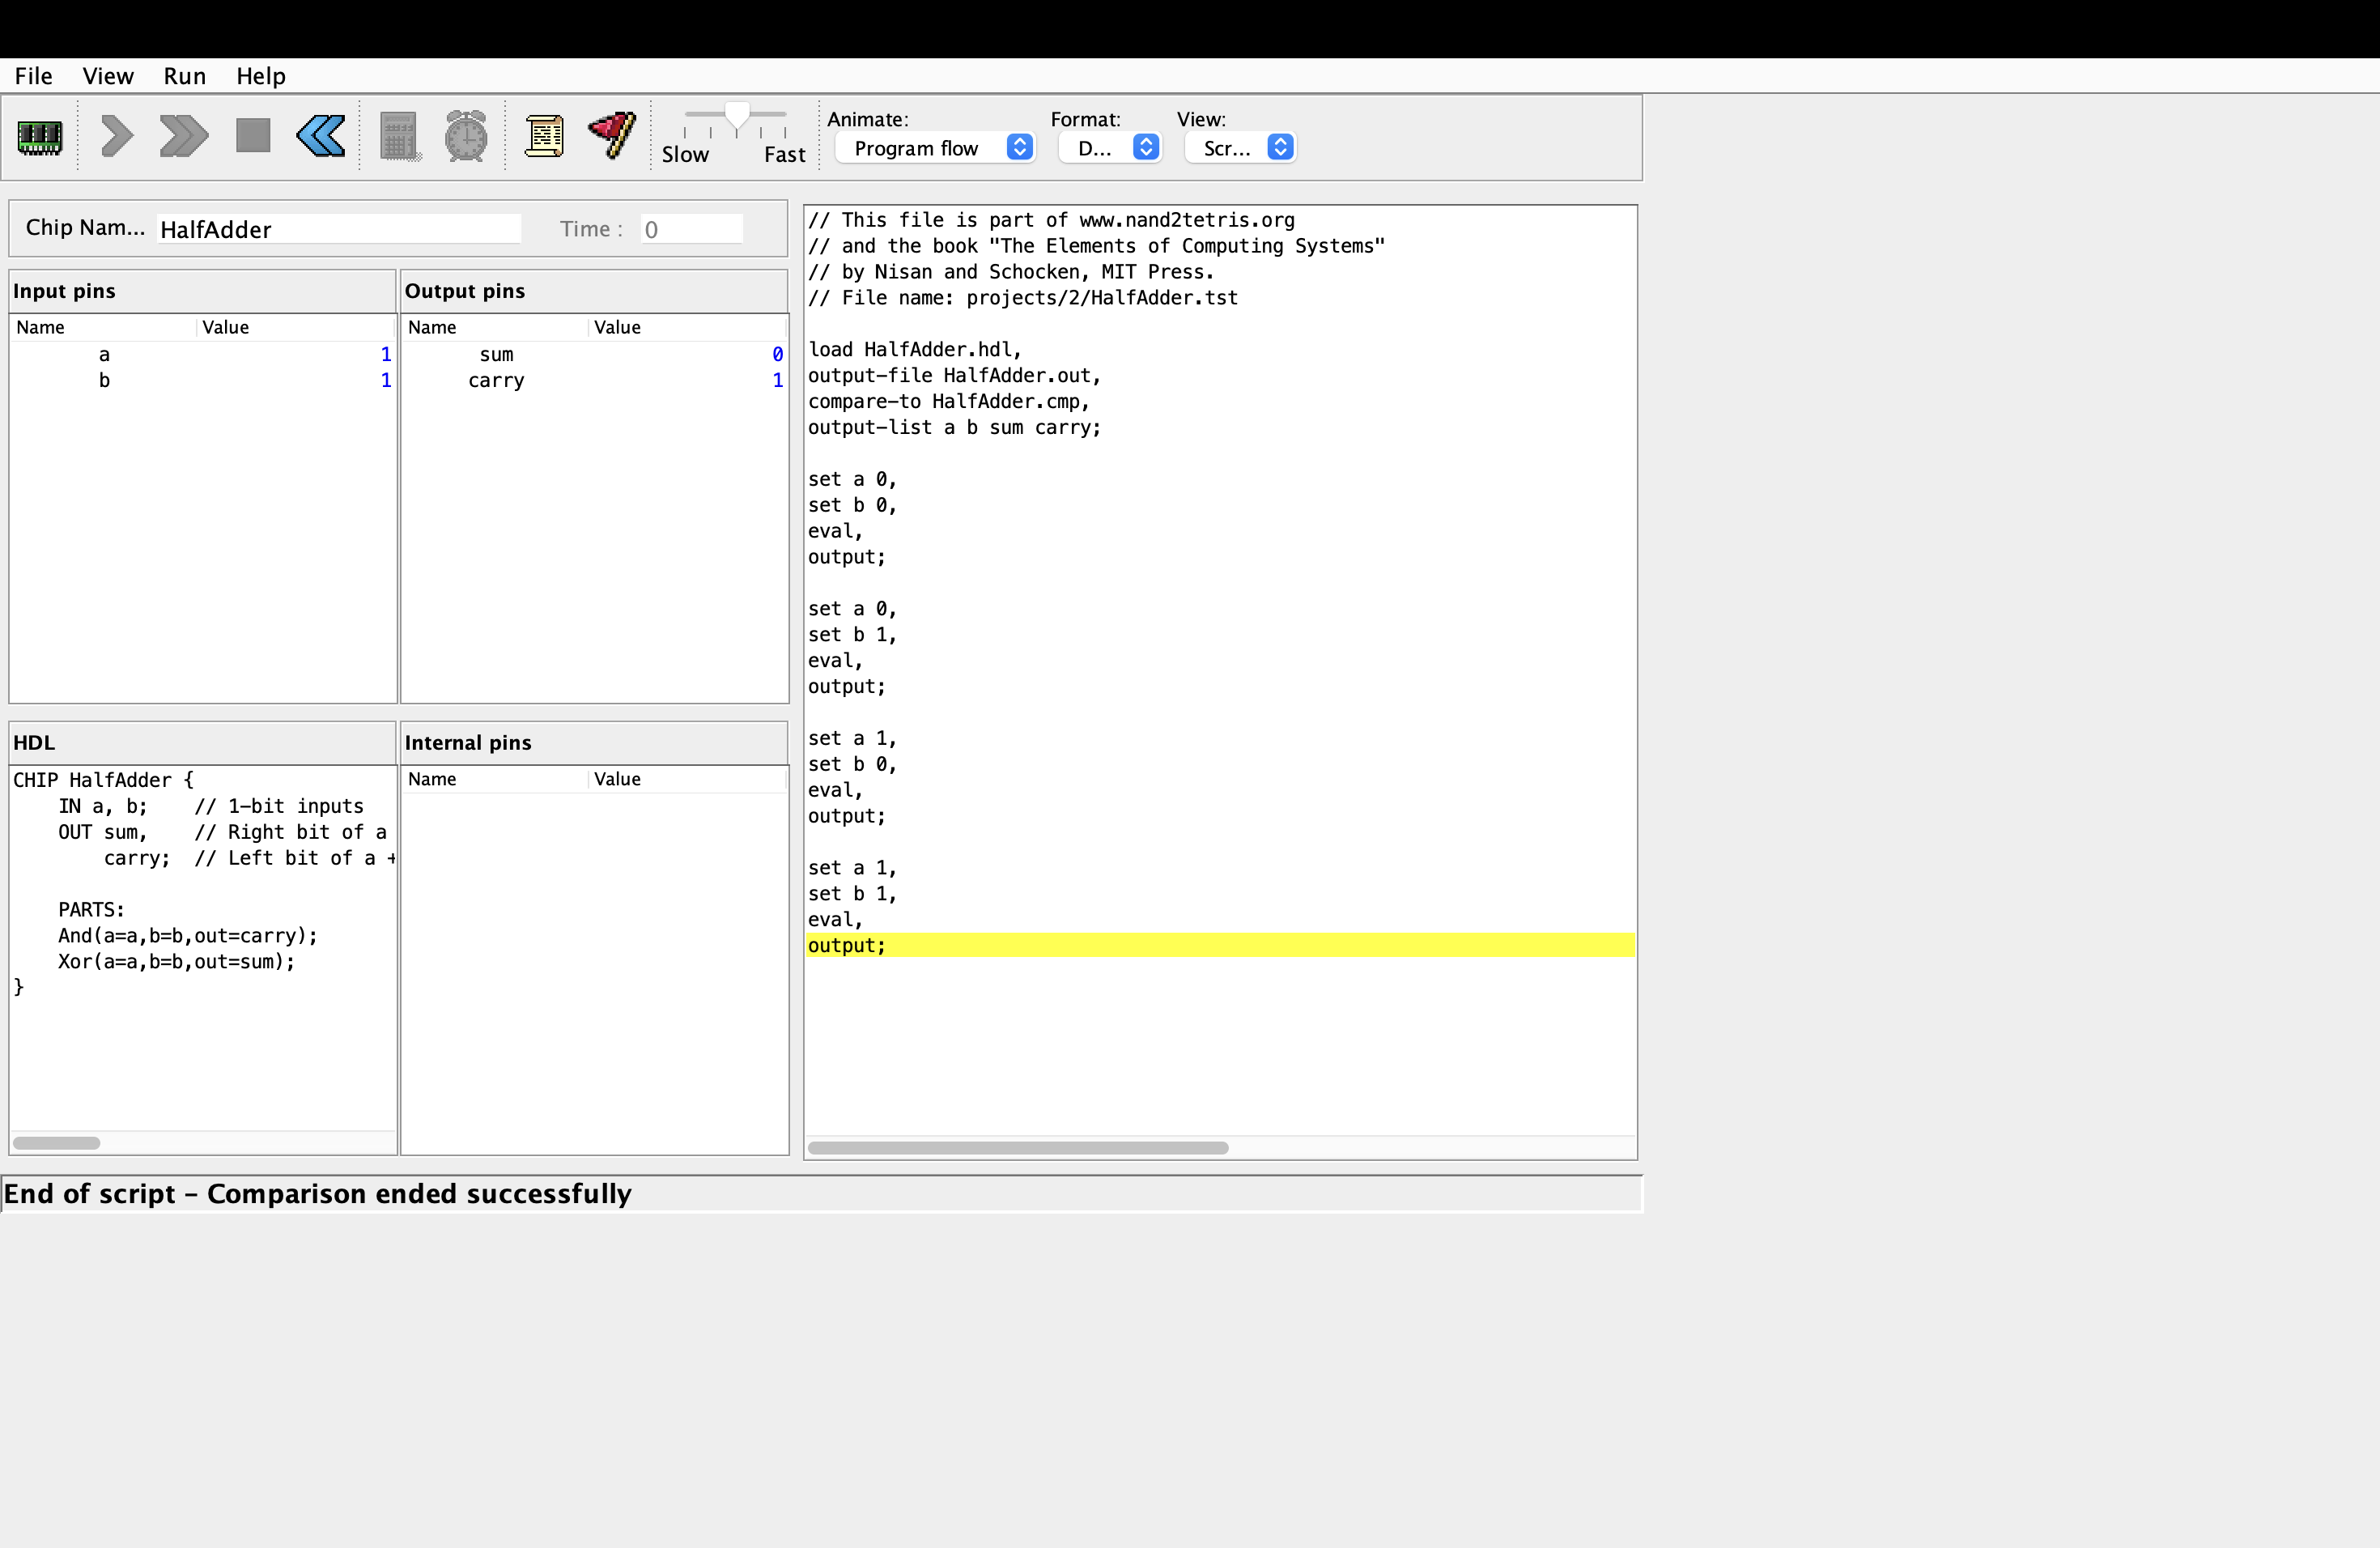 File View Run Help
Animate: Format: View:
Slow Fast Program flow D... Scr...
Chip Nam... HalfAdder Time : 0
Input pins
Name Value
a 1
b 1
Output pins
Name Value
sum 0
carry 1
HDL
CHIP HalfAdder {
    IN a, b;    // 1-bit inputs
    OUT sum,    // Right bit of a
        carry;  // Left bit of a +
    PARTS:
    And(a=a,b=b,out=carry);
    Xor(a=a,b=b,out=sum);
}
Internal pins
Name Value
// This file is part of www.nand2tetris.org
// and the book "The Elements of Computing Systems"
// by Nisan and Schocken, MIT Press.
// File name: projects/2/HalfAdder.tst
load HalfAdder.hdl,
output-file HalfAdder.out,
compare-to HalfAdder.cmp,
output-list a b sum carry;
set a 0,
set b 0,
eval,
output;
set a 0,
set b 1,
eval,
output;
set a 1,
set b 0,
eval,
output;
set a 1,
set b 1,
eval,
output;
End of script – Comparison ended successfully